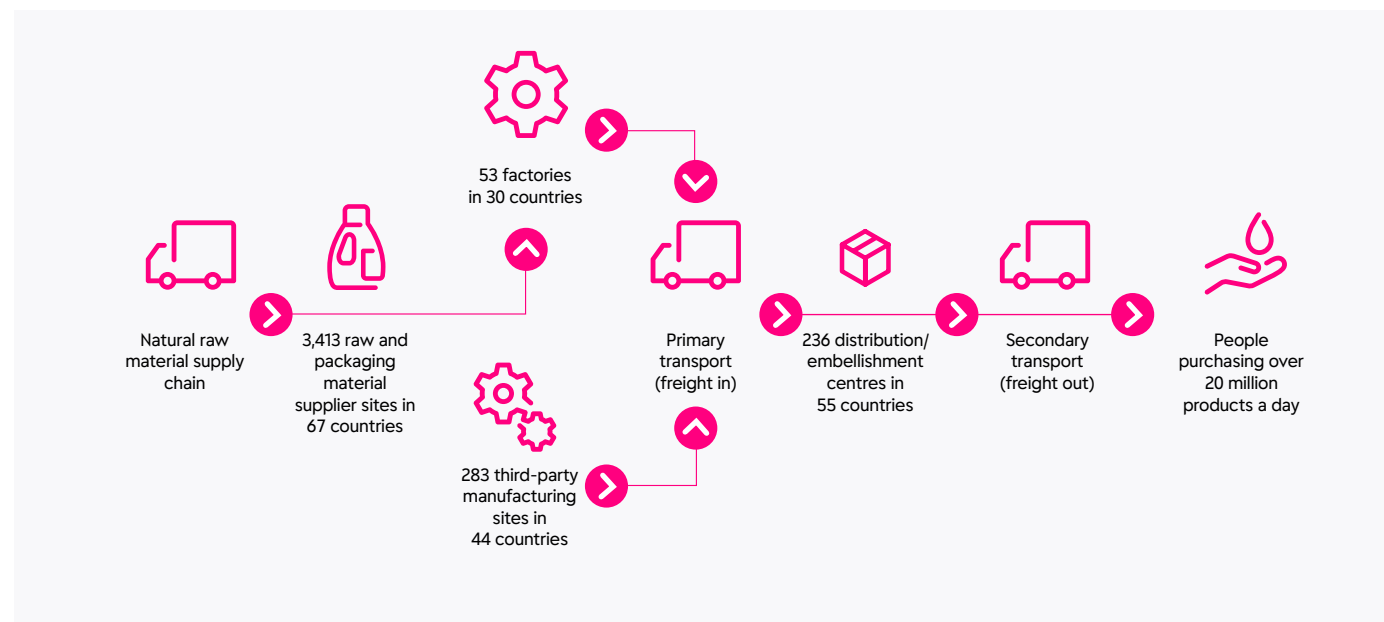 53 factories
in 30 countries
Natural raw
material supply
chain
3,413 raw and
packaging
material
supplier sites in
67 countries
283 third-party
manufacturing
sites in
44 countries
Primary
transport
(freight in)
236 distribution/
embellishment
centres in
55 countries
Secondary
transport
(freight out)
People
purchasing over
20 million
products a day